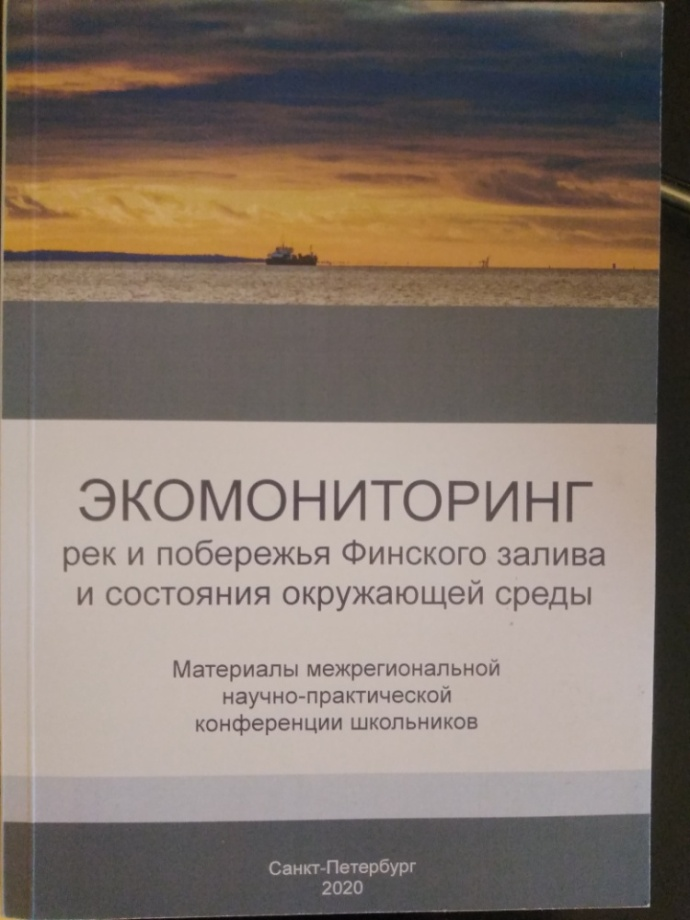 ЭКОМОНИТОРИНГ
рек и побережья Финского залива
и состояния окружающей среды
Материалы межрегиональной
научно-практической
конференции школьников
Санкт-Петербург
2020